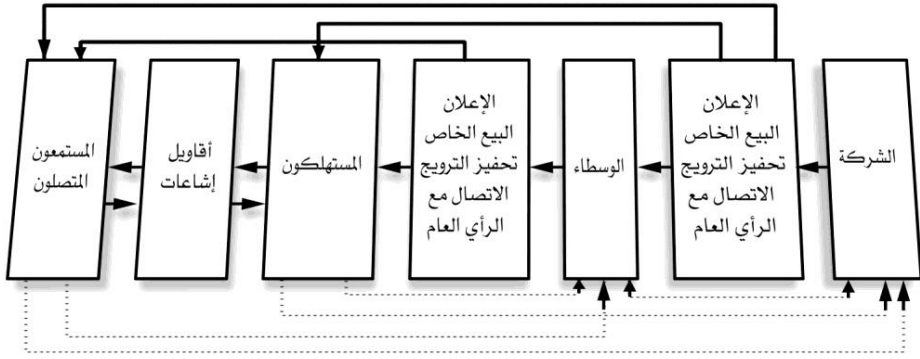 الشركة
الإعلان
البيع الخاص
تحفيز الترويج
الاتصال مع
الرأي العام
الوسطاء
الإعلان
البيع الخاص
تحفيز الترويج
الاتصال مع
الرأي العام
المستهلكون
أقاويل
إشاعات
المستمعون
المتصلون